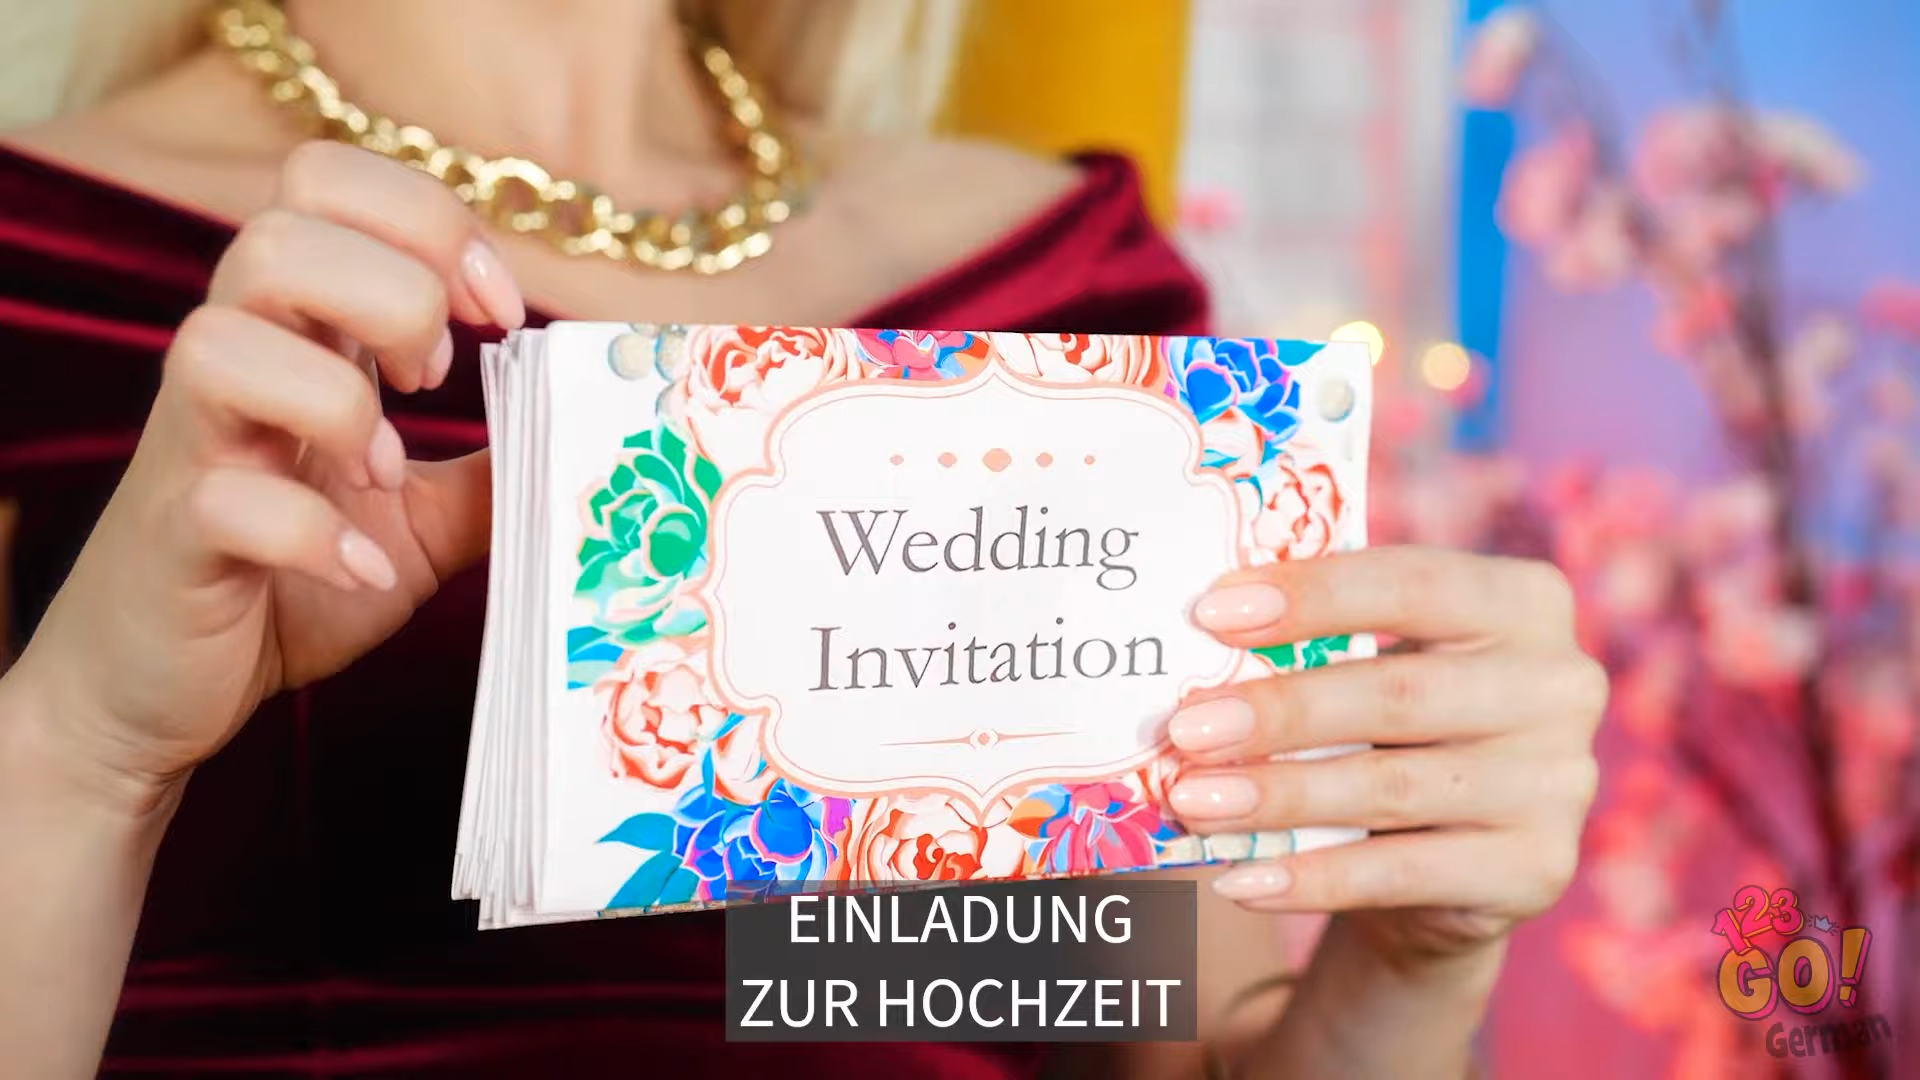 Wedding
Invitation
EINLADUNG
ZUR HOCHZEIT
123
GO!
German